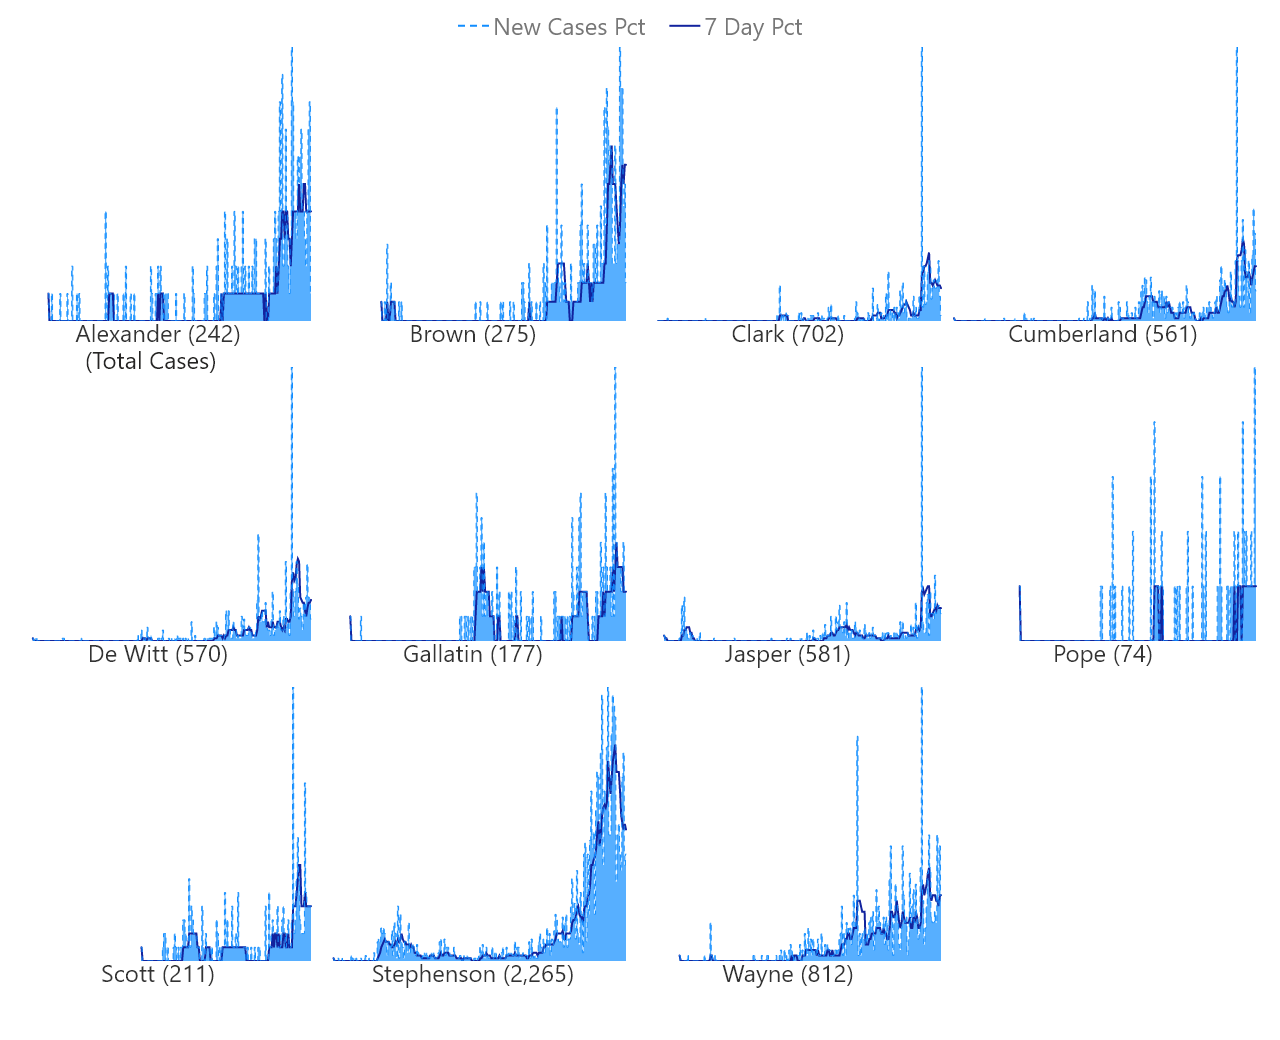 New Cases Pct 7 Day Pct
Alexander (242) Brown (275) Clark (702) Cumberland (561)
(Total Cases)
De Witt (570) Gallatin (177) Jasper (581) Pope (74)
Scott (211) Stephenson (2,265) Wayne (812)